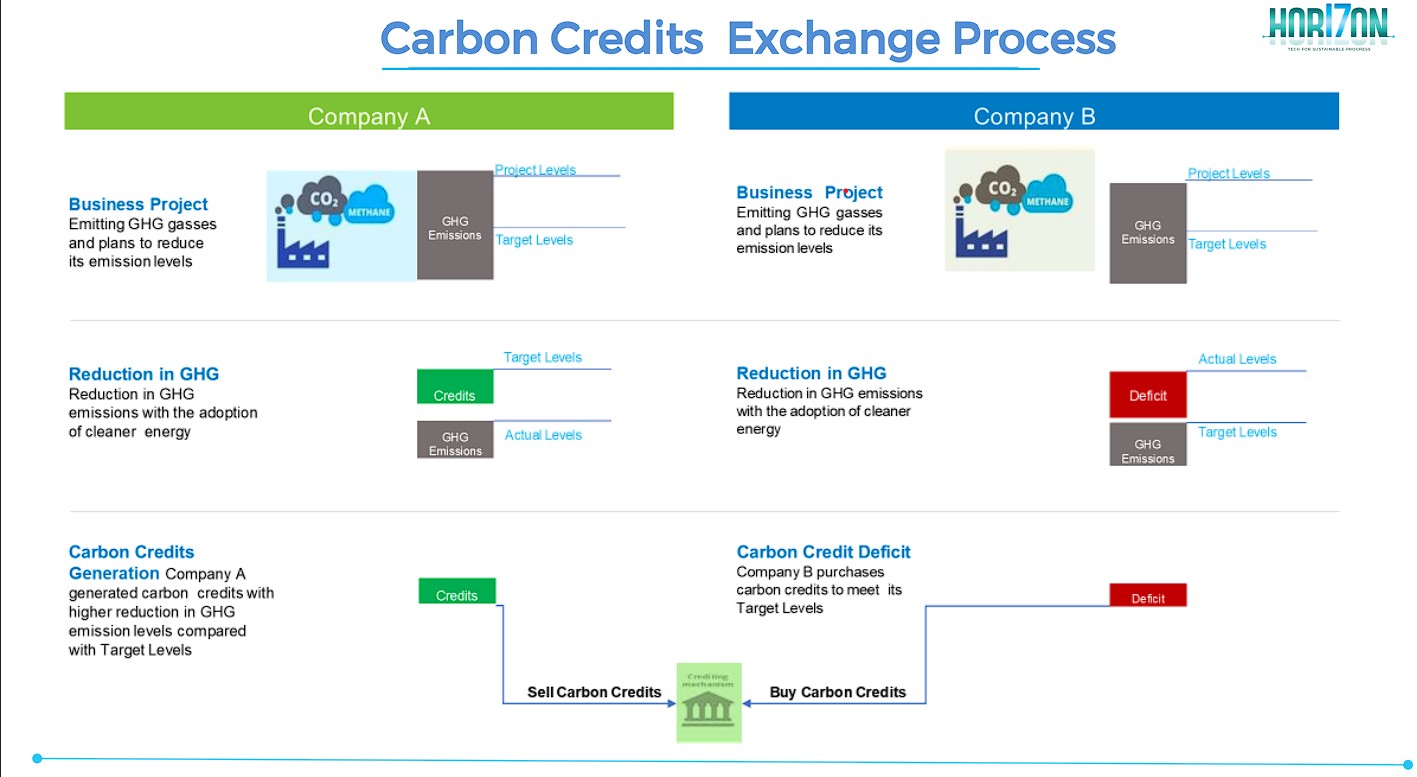 Carbon Credits Exchange Process
HOR17ON
TECH FOR SUSTAINABLE PROGRESS
Company A
Company B
Business Project
Emitting GHG gasses
and plans to reduce
its emission levels
CO₂
METHANE
GHG
Emissions
Project Levels
Target Levels
Business Project
Emitting GHG gasses
and plans to reduce its
emission levels
CO₂
METHANE
GHG
Emissions
Project Levels
Target Levels
Reduction in GHG
Reduction in GHG
emissions with the adoption
of cleaner energy
Target Levels
Credits
GHG
Emissions
Actual Levels
Reduction in GHG
Reduction in GHG emissions
with the adoption of cleaner
energy
Actual Levels
Deficit
Target Levels
GHG
Emissions
Carbon Credits
Generation Company A
generated carbon credits with
higher reduction in GHG
emission levels compared
with Target Levels
Credits
Carbon Credit Deficit
Company B purchases
carbon credits to meet its
Target Levels
Deficit
Sell Carbon Credits
Crediting
mechanism
Buy Carbon Credits